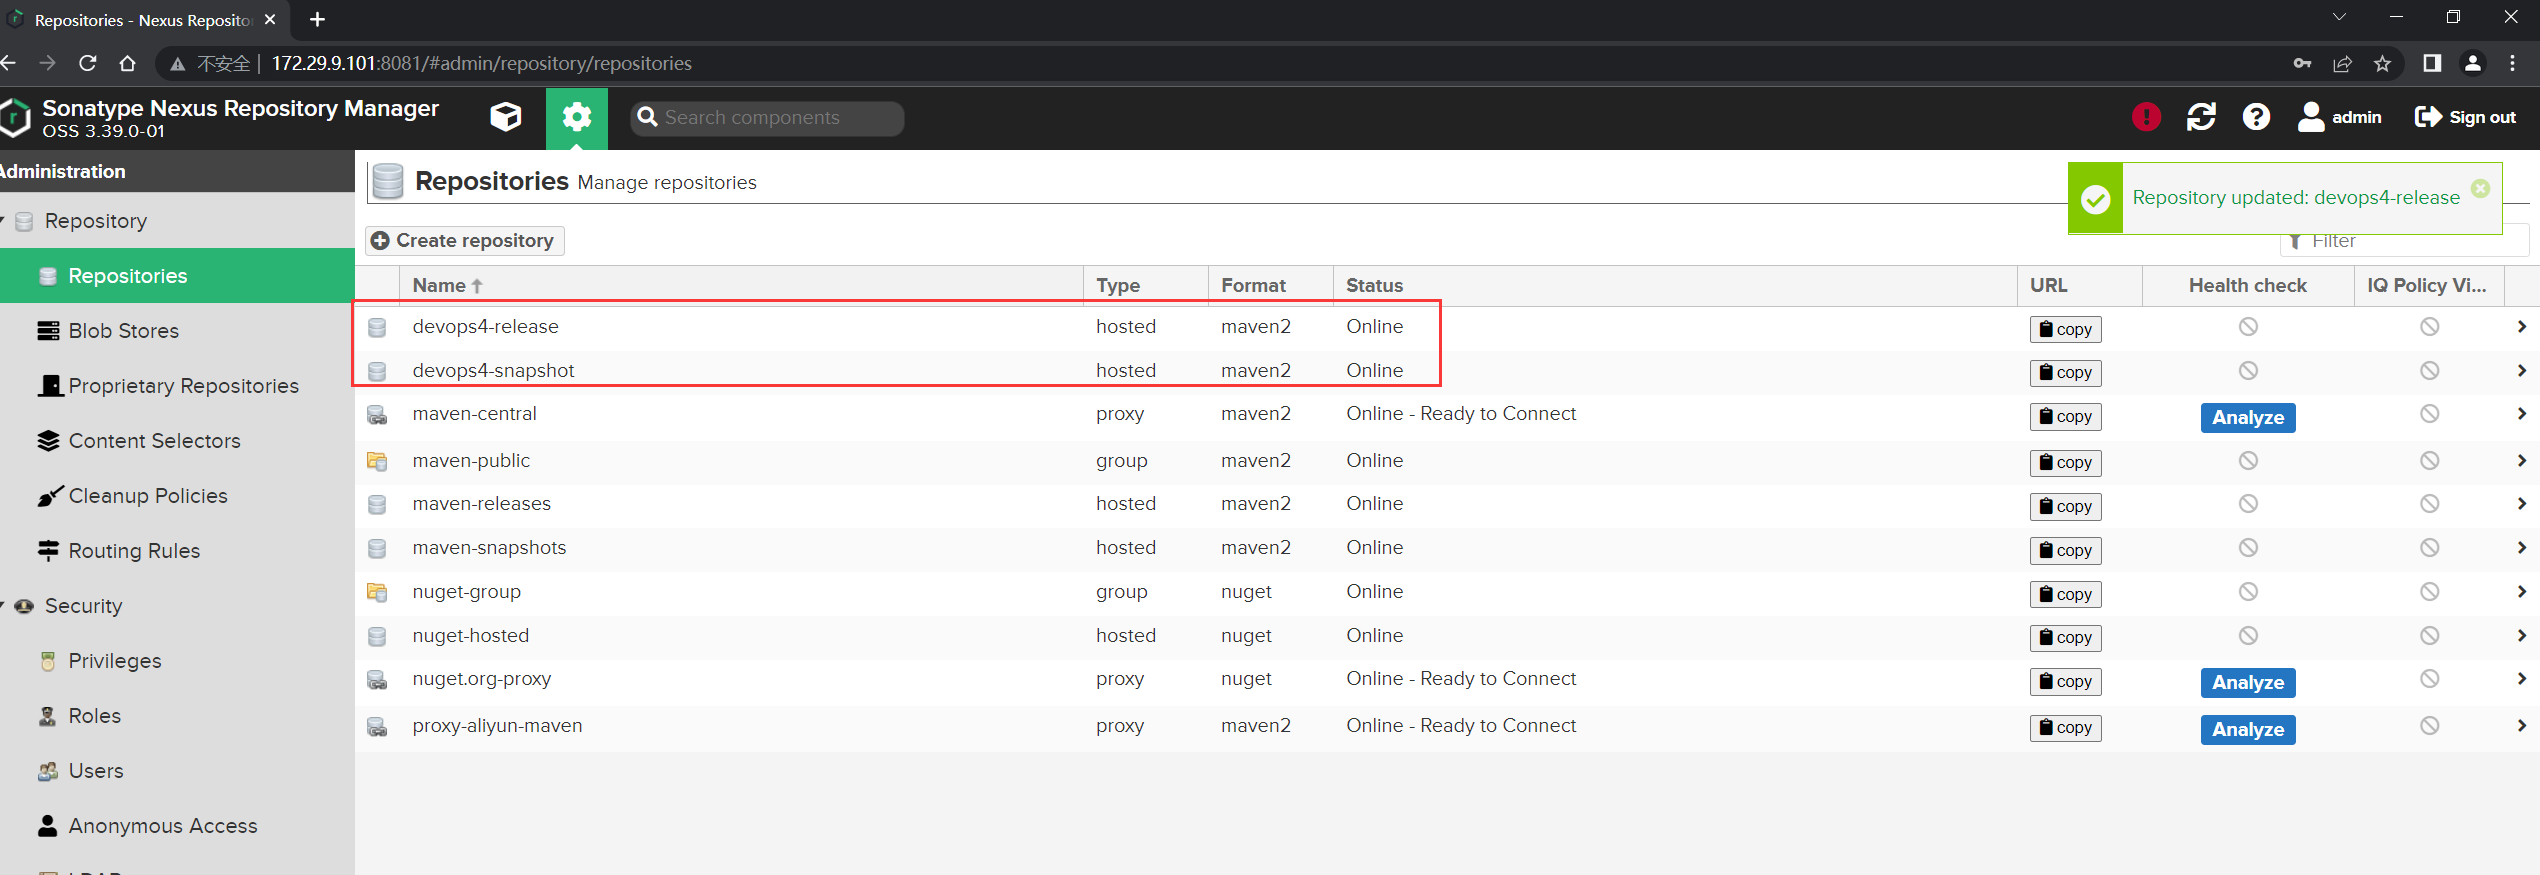 Repositories - Nexus Reposito
不安全 172.29.9.101:8081/#admin/repository/repositories
Sonatype Nexus Repository Manager
OSS 3.39.0-01
Search components
admin
Sign out
Administration
Repository
Repositories
Blob Stores
Proprietary Repositories
Content Selectors
Cleanup Policies
Routing Rules
Security
Privileges
Roles
Users
Anonymous Access
Repositories Manage repositories
Repository updated: devops4-release
Create repository
Filter
Name Type Format Status URL Health check IQ Policy Vi...
devops4-release hosted maven2 Online copy
devops4-snapshot hosted maven2 Online copy
maven-central proxy maven2 Online - Ready to Connect copy Analyze
maven-public group maven2 Online copy
maven-releases hosted maven2 Online copy
maven-snapshots hosted maven2 Online copy
nuget-group group nuget Online copy
nuget-hosted hosted nuget Online copy
nuget.org-proxy proxy nuget Online - Ready to Connect copy Analyze
proxy-aliyun-maven proxy maven2 Online - Ready to Connect copy Analyze